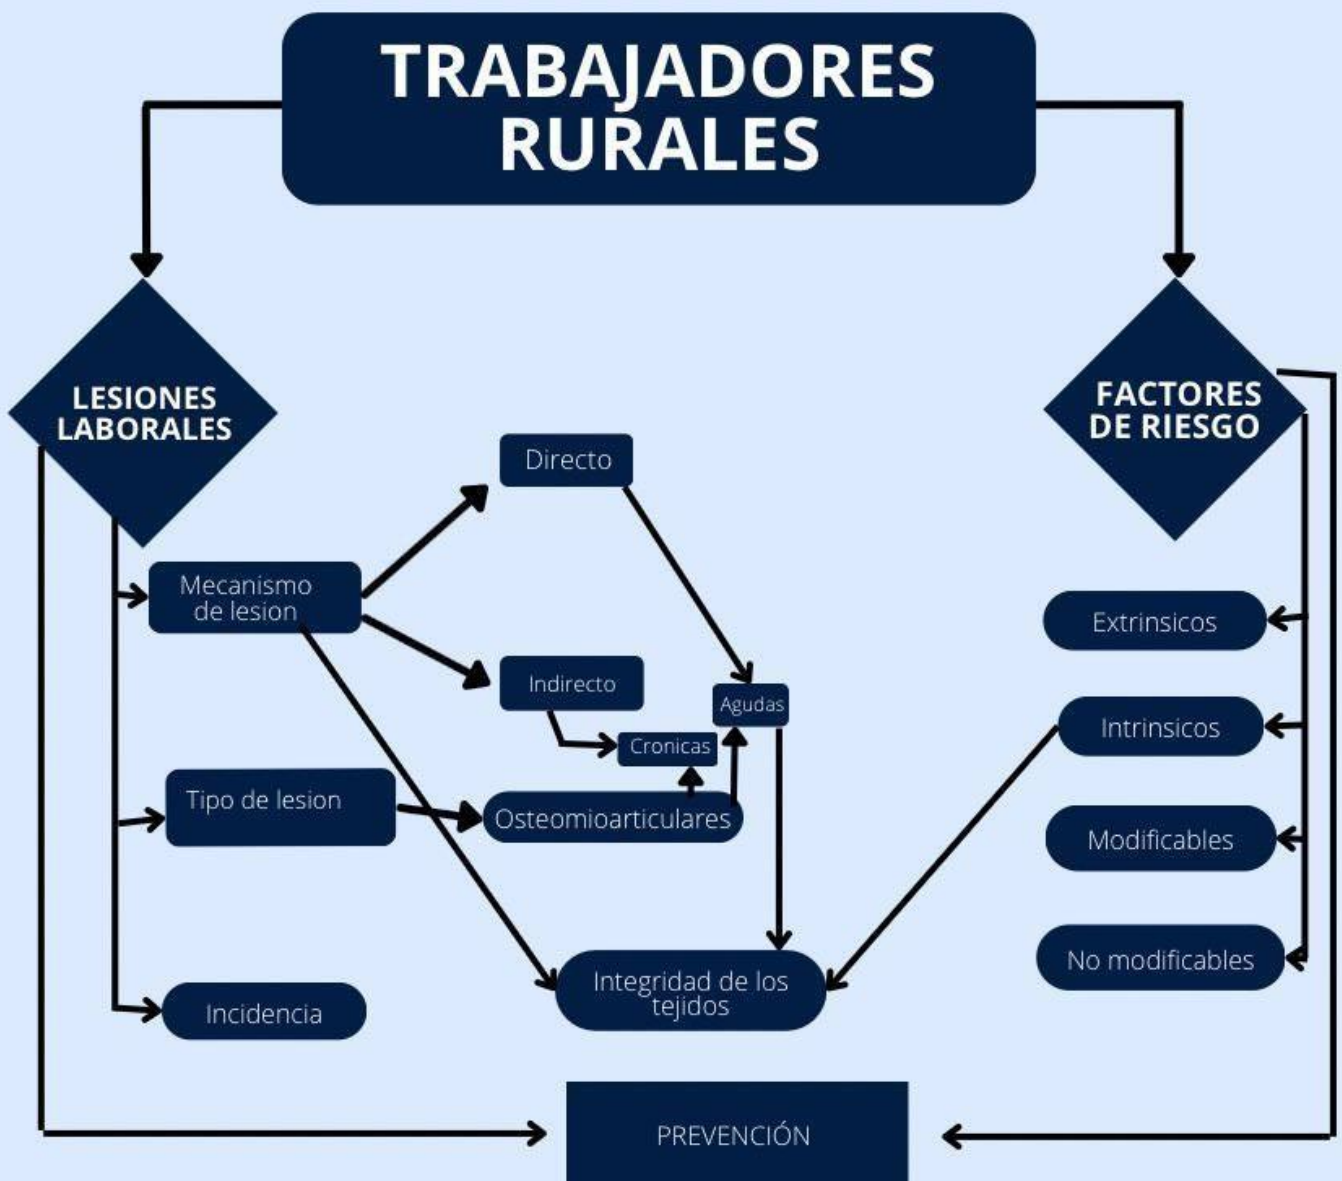 TRABAJADORES
RURALES
LESIONES
LABORALES
FACTORES
DE RIESGO
Directo
Mecanismo
de lesion
Extrinsicos
Indirecto
Agudas
Intrinsicos
Cronicas
Tipo de lesion
Osteomioarticulares
Modificables
No modificables
Integridad de los
tejidos
Incidencia
PREVENCIÓN